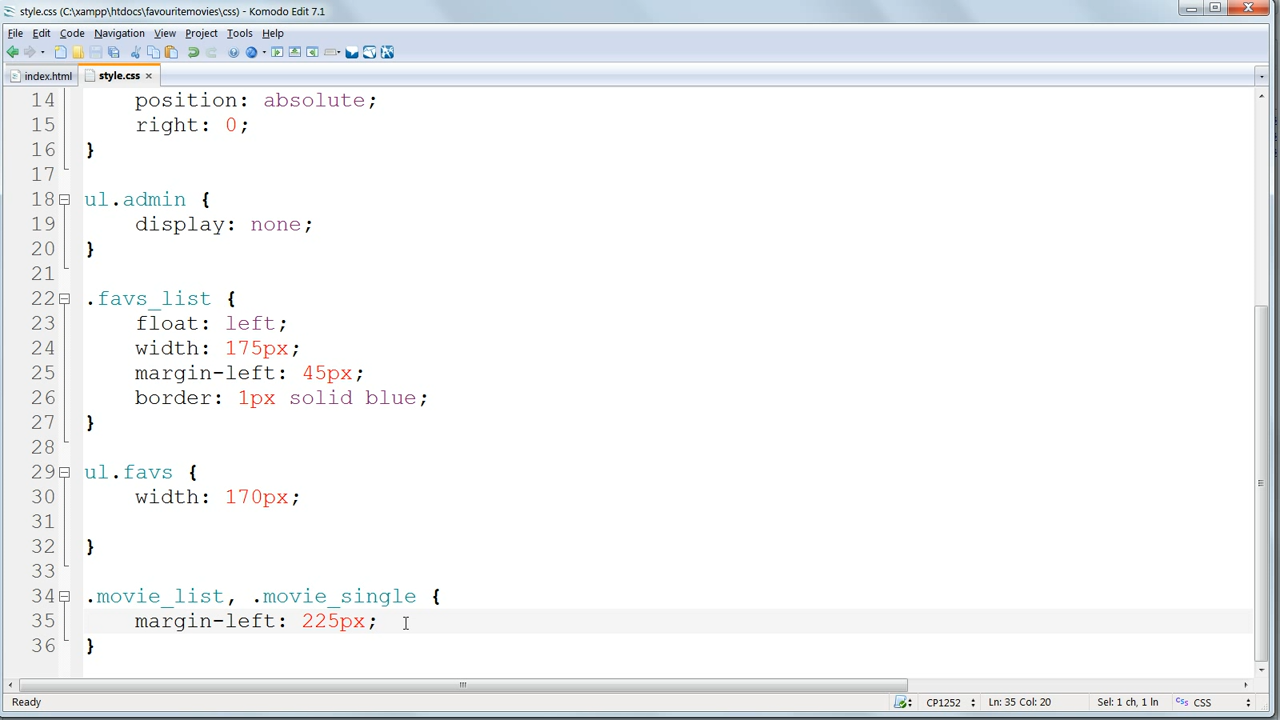 style.css (C:\xampp\htdocs\favouritemovies\css) - Komodo Edit 7.1
File Edit Code Navigation View Project Tools Help
index.html style.css
14 position: absolute;
15 right: 0;
16 }
17
18 ul.admin {
19 display: none;
20 }
21
22 .favs_list {
23 float: left;
24 width: 175px;
25 margin-left: 45px;
26 border: 1px solid blue;
27 }
28
29 ul.favs {
30 width: 170px;
31
32 }
33
34 .movie_list, .movie_single {
35 margin-left: 225px;
36 }
Ready CP1252 Ln: 35 Col: 20 Sel: 1 ch, 1 ln CSS